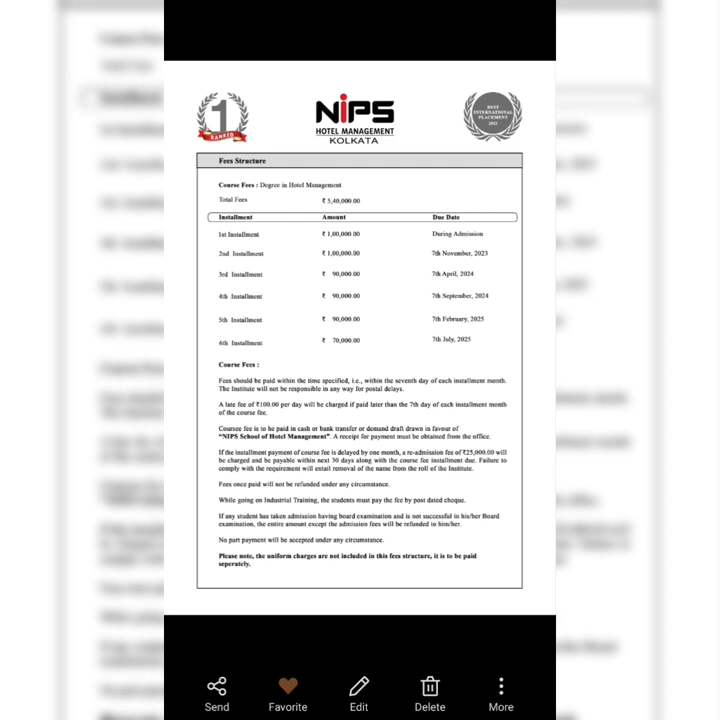 1
RANKED
NiPS
HOTEL MANAGEMENT
KOLKATA
BEST
INTERNATIONAL
PLACEMENT
2022
Fees Structure
Course Fees : Degree in Hotel Management
Total Fees ₹ 5,40,000.00
Installment Amount Due Date
1st Installment ₹ 1,00,000.00 During Admission
2nd Installment ₹ 1,00,000.00 7th November, 2023
3rd Installment ₹ 90,000.00 7th April, 2024
4th Installment ₹ 90,000.00 7th September, 2024
5th Installment ₹ 90,000.00 7th February, 2025
6th Installment ₹ 70,000.00 7th July, 2025
Course Fees :
Fees should be paid within the time specified, i.e., within the seventh day of each installment month.
The Institute will not be responsible in any way for postal delays.
A late fee of ₹100.00 per day will be charged if paid later than the 7th day of each installment month
of the course fee.
Coursee fee is to be paid in cash or bank transfer or demand draft drawn in favour of
“NIPS School of Hotel Management”. A receipt for payment must be obtained from the office.
If the installment payment of course fee is delayed by one month, a re-admission fee of ₹25,000.00 will
be charged and be payable within next 30 days along with the course fee installment due. Failure to
comply with the requirement will entail removal of the name from the roll of the Institute.
Fees once paid will not be refunded under any circumstance.
While going on Industrial Training, the students must pay the fee by post dated cheque.
If any student has taken admission having board examination and is not successful in his/her Board
examination, the entire amount except the admission fees will be refunded to him/her.
No part payment will be accepted under any circumstance.
Please note, the uniform charges are not included in this fees structure, it is to be paid
seperately.
Send Favorite Edit Delete More